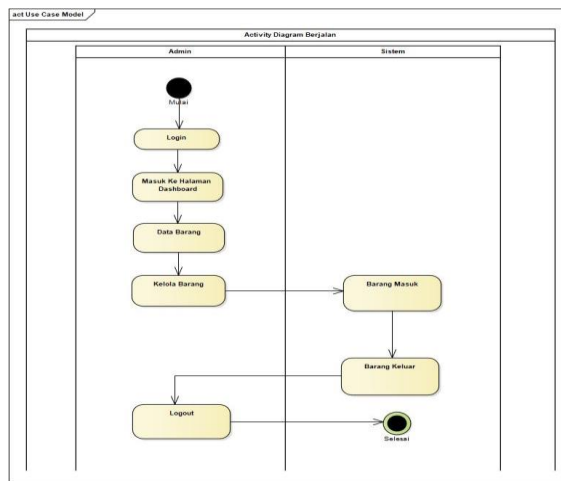 act Use Case Model
Activity Diagram Berjalan
Admin
Sistem
Mulai
Login
Masuk Ke Halaman
Dashboard
Data Barang
Kelola Barang
Barang Masuk
Barang Keluar
Logout
Selesai